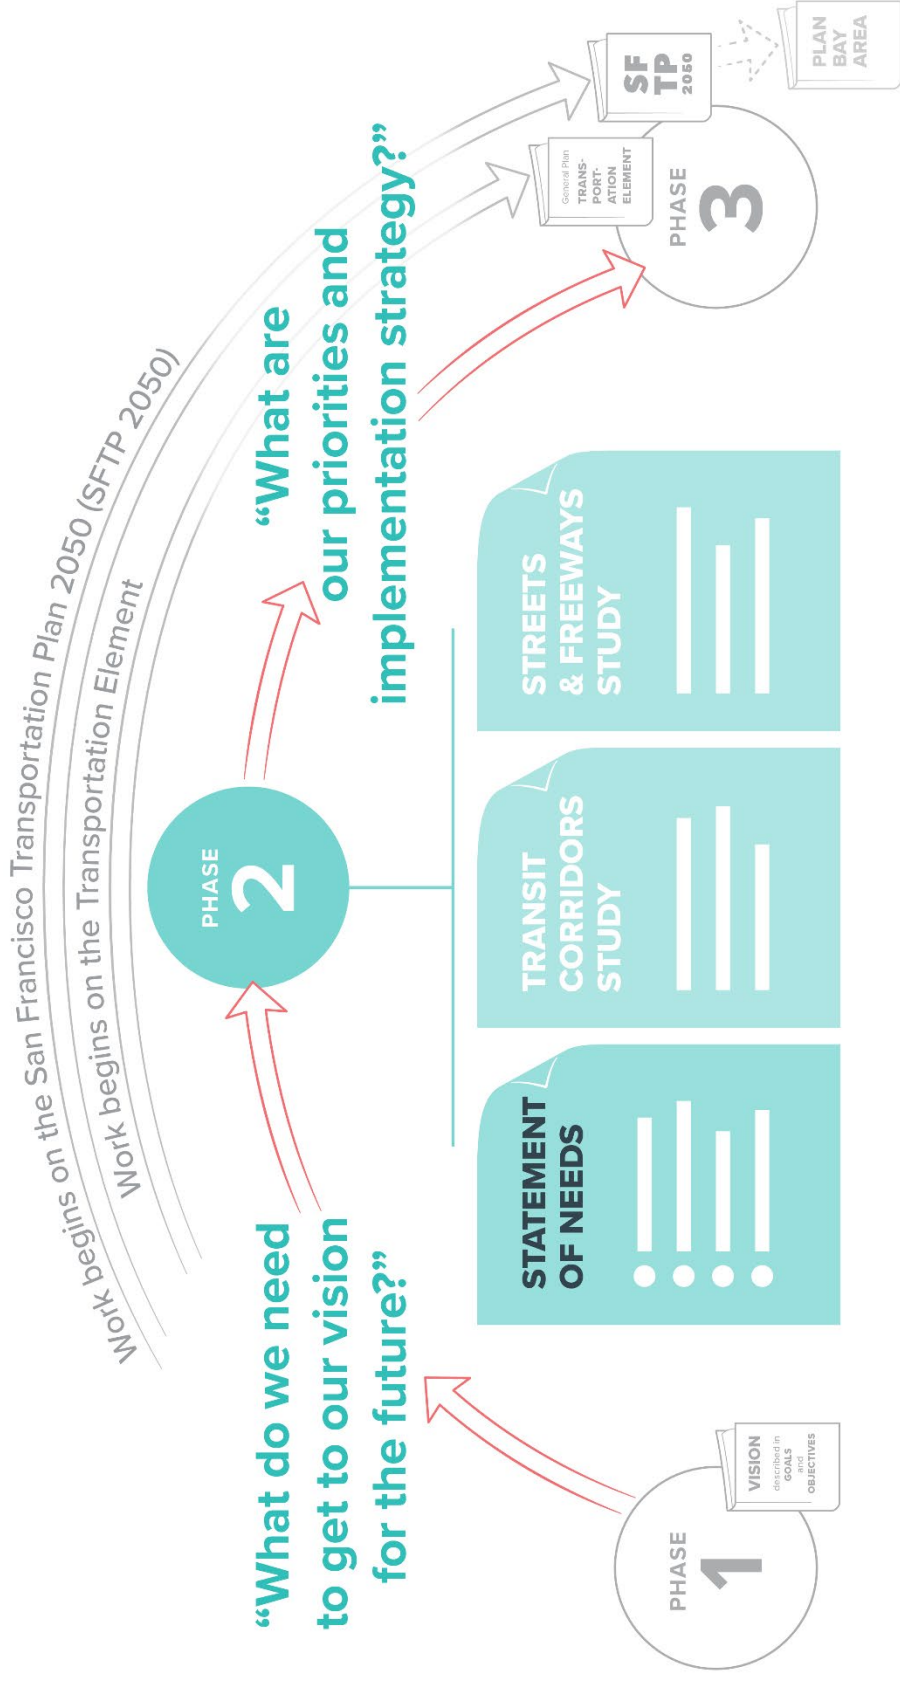 Work begins on the San Francisco Transportation Plan 2050 (SFTP 2050)
Work begins on the Transportation Element
“What do we need
to get to our vision
for the future?”
“What are
our priorities and
implementation strategy?”
PHASE
1
VISION
described in
GOALS
and
OBJECTIVES
PHASE
2
STATEMENT
OF NEEDS
TRANSIT
CORRIDORS
STUDY
STREETS
& FREEWAYS
STUDY
PHASE
3
General Plan
TRANS-
PORT-
ATION
ELEMENT
SF
TP
2050
PLAN
BAY
AREA